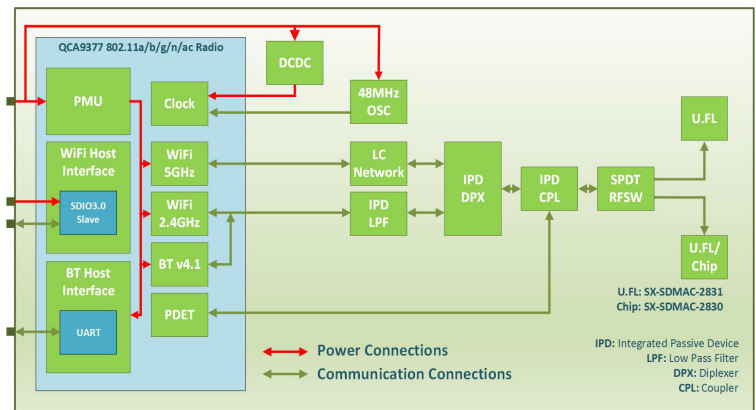 QCA9377 802.11a/b/g/n/ac Radio
PMU
Clock
DCDC
48MHz
OSC
U.FL
WiFi Host
Interface
SDIO3.0
Slave
WiFi
5GHz
LC
Network
IPD
DPX
IPD
CPL
SPDT
RFSW
WiFi
2.4GHz
IPD
LPF
BT v4.1
U.FL/
Chip
BT Host
Interface
UART
PDET
U.FL: SX-SDMAC-2831
Chip: SX-SDMAC-2830
Power Connections
Communication Connections
IPD: Integrated Passive Device
LPF: Low Pass Filter
DPX: Diplexer
CPL: Coupler